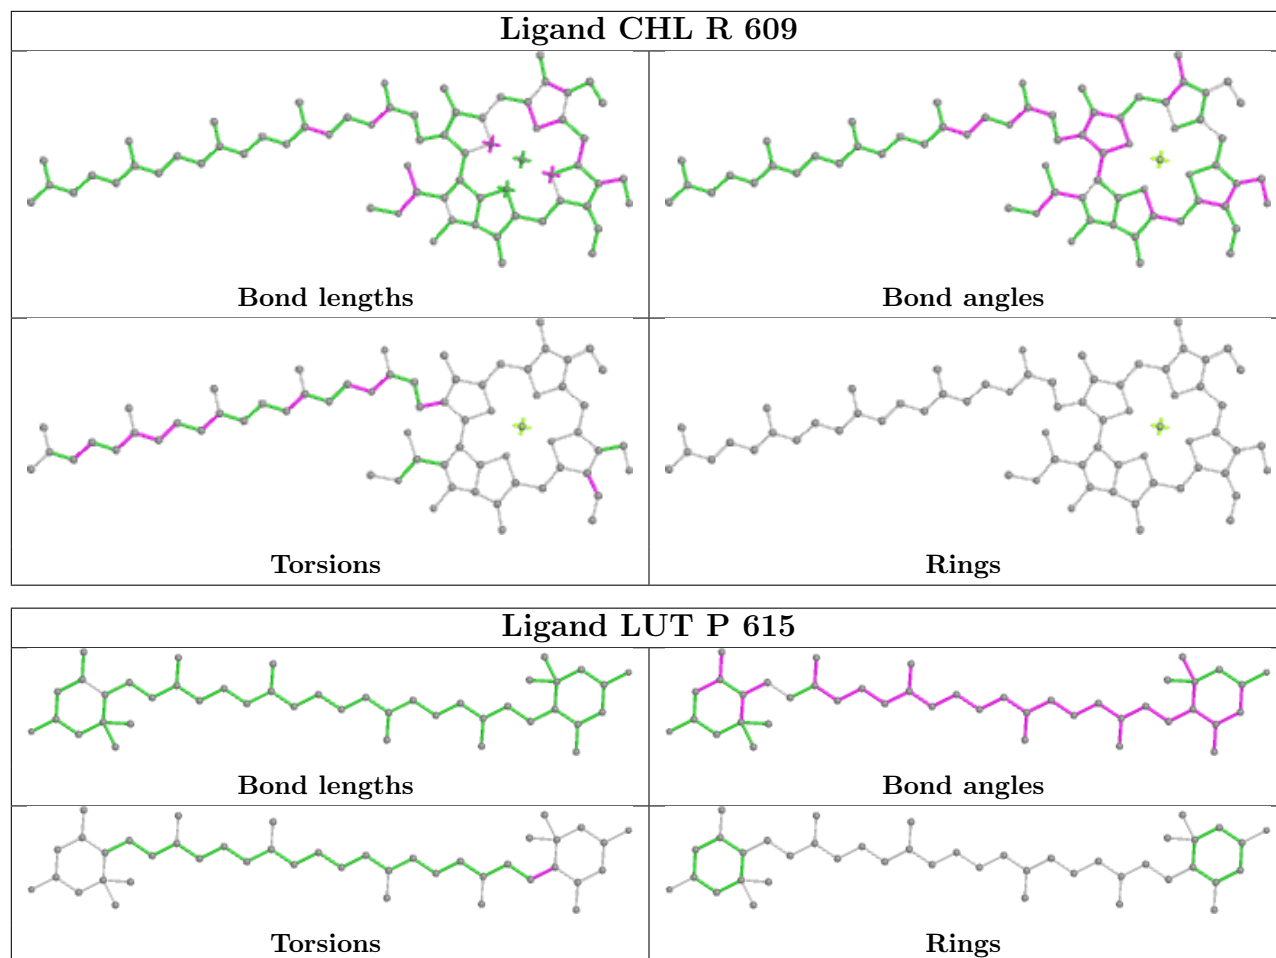 Ligand CHL R 609
Bond lengths
Bond angles
Torsions
Rings
Ligand LUT P 615
Bond lengths
Bond angles
Torsions
Rings